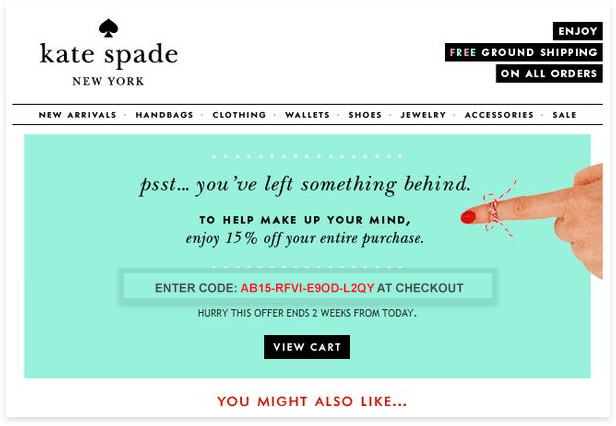 kate spade
NEW YORK
ENJOY
FREE GROUND SHIPPING
ON ALL ORDERS
NEW ARRIVALS · HANDBAGS · CLOTHING · WALLETS · SHOES · JEWELRY · ACCESSORIES · SALE
psst... you've left something behind.
TO HELP MAKE UP YOUR MIND,
enjoy 15% off your entire purchase.
ENTER CODE: AB15-RFVI-E9OD-L2QY AT CHECKOUT
HURRY THIS OFFER ENDS 2 WEEKS FROM TODAY.
VIEW CART
YOU MIGHT ALSO LIKE...